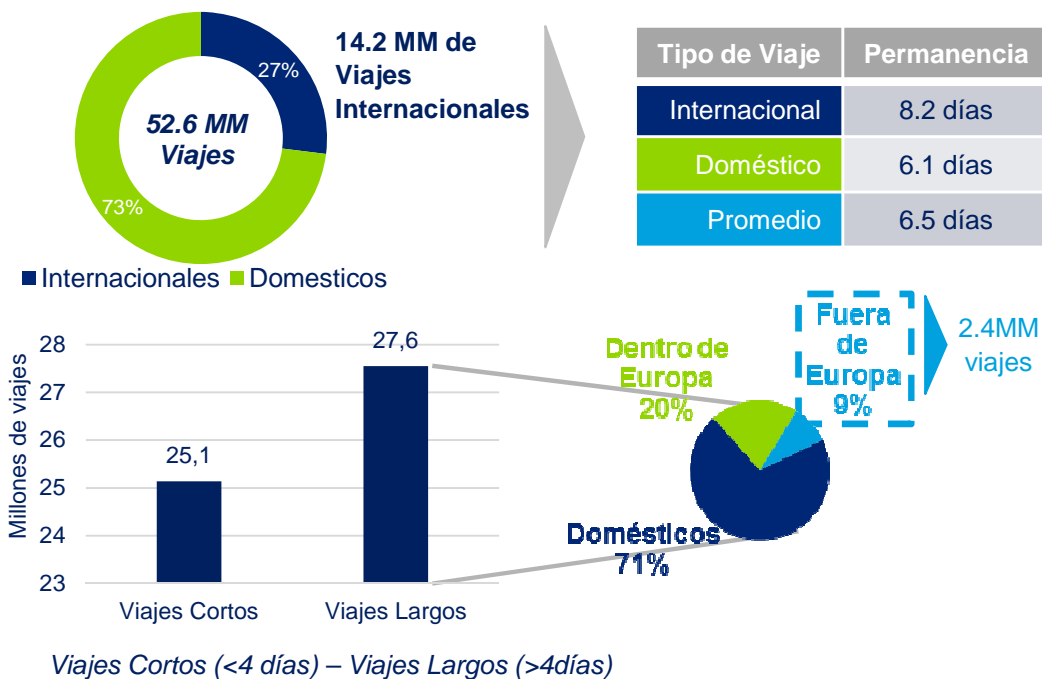 27%
73%
52.6 MM
Viajes
14.2 MM de
Viajes
Internacionales
Internacionales Domesticos
Tipo de Viaje Permanencia
Internacional 8.2 días
Doméstico 6.1 días
Promedio 6.5 días
Millones de viajes
28
27
26
25
24
23
25,1
27,6
Viajes Cortos Viajes Largos
Dentro de
Europa
20%
Fuera
de
Europa
9%
2.4MM
viajes
Domésticos
71%
Viajes Cortos (<4 días) – Viajes Largos (>4días)